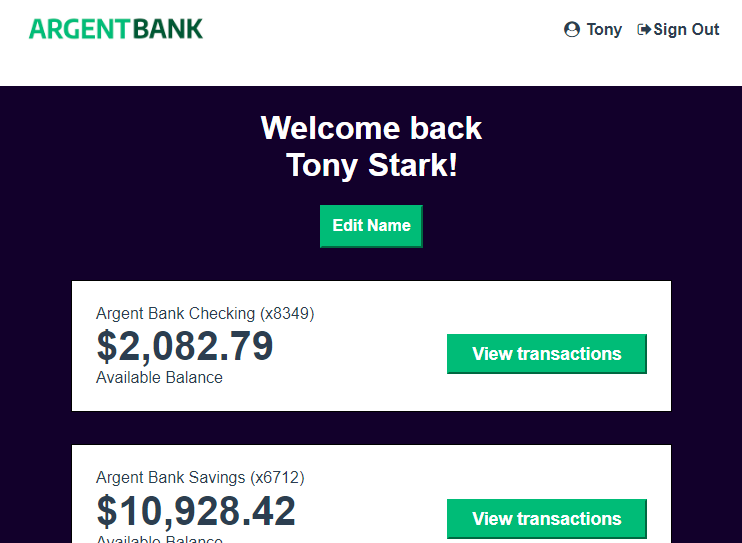 ARGENTBANK
Tony
Sign Out
Welcome back
Tony Stark!
Edit Name
Argent Bank Checking (x8349)
$2,082.79
Available Balance
View transactions
Argent Bank Savings (x6712)
$10,928.42
Available Balance
View transactions